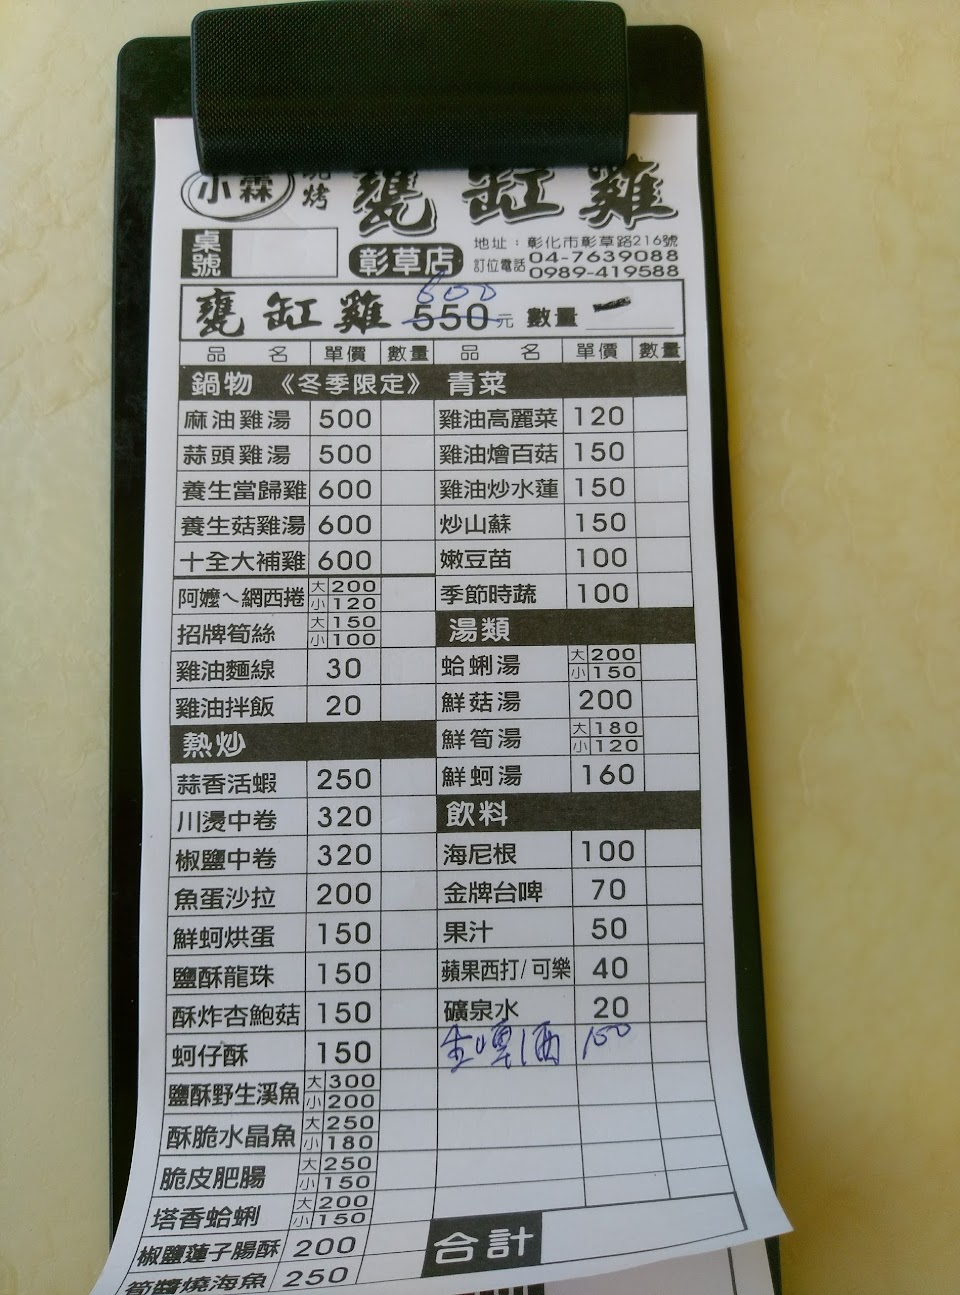 小霖
烤
甕缸雞
桌號
彰草店
地址：彰化市彰草路216號
訂位電話 04-7639088
0989-419588
600
甕缸雞 550元 數量 一
品名 單價 數量 品名 單價 數量
鍋物 《冬季限定》 青菜
麻油雞湯 500 雞油高麗菜 120
蒜頭雞湯 500 雞油燴百菇 150
養生當歸雞 600 雞油炒水蓮 150
養生菇雞湯 600 炒山蘇 150
十全大補雞 600 嫩豆苗 100
阿嬤ㄟ網西捲 大 200 小 120 季節時蔬 100
招牌筍絲 大 150 小 100 湯類
雞油麵線 30 蛤蜊湯 大 200 小 150
雞油拌飯 20 鮮菇湯 200
熱炒 鮮筍湯 大 180 小 120
蒜香活蝦 250 鮮蚵湯 160
川燙中卷 320 飲料
椒鹽中卷 320 海尼根 100
魚蛋沙拉 200 金牌台啤 70
鮮蚵烘蛋 150 果汁 50
鹽酥龍珠 150 蘋果西打/可樂 40
酥炸杏鮑菇 150 礦泉水 20
蚵仔酥 150 生啤酒 150
鹽酥野生溪魚 大 300 小 200
酥脆水晶魚 大 250 小 180
脆皮肥腸 大 250 小 150
塔香蛤蜊 大 200 小 150
椒鹽蓮子腸酥 200 合計
筍醬燒海魚 250